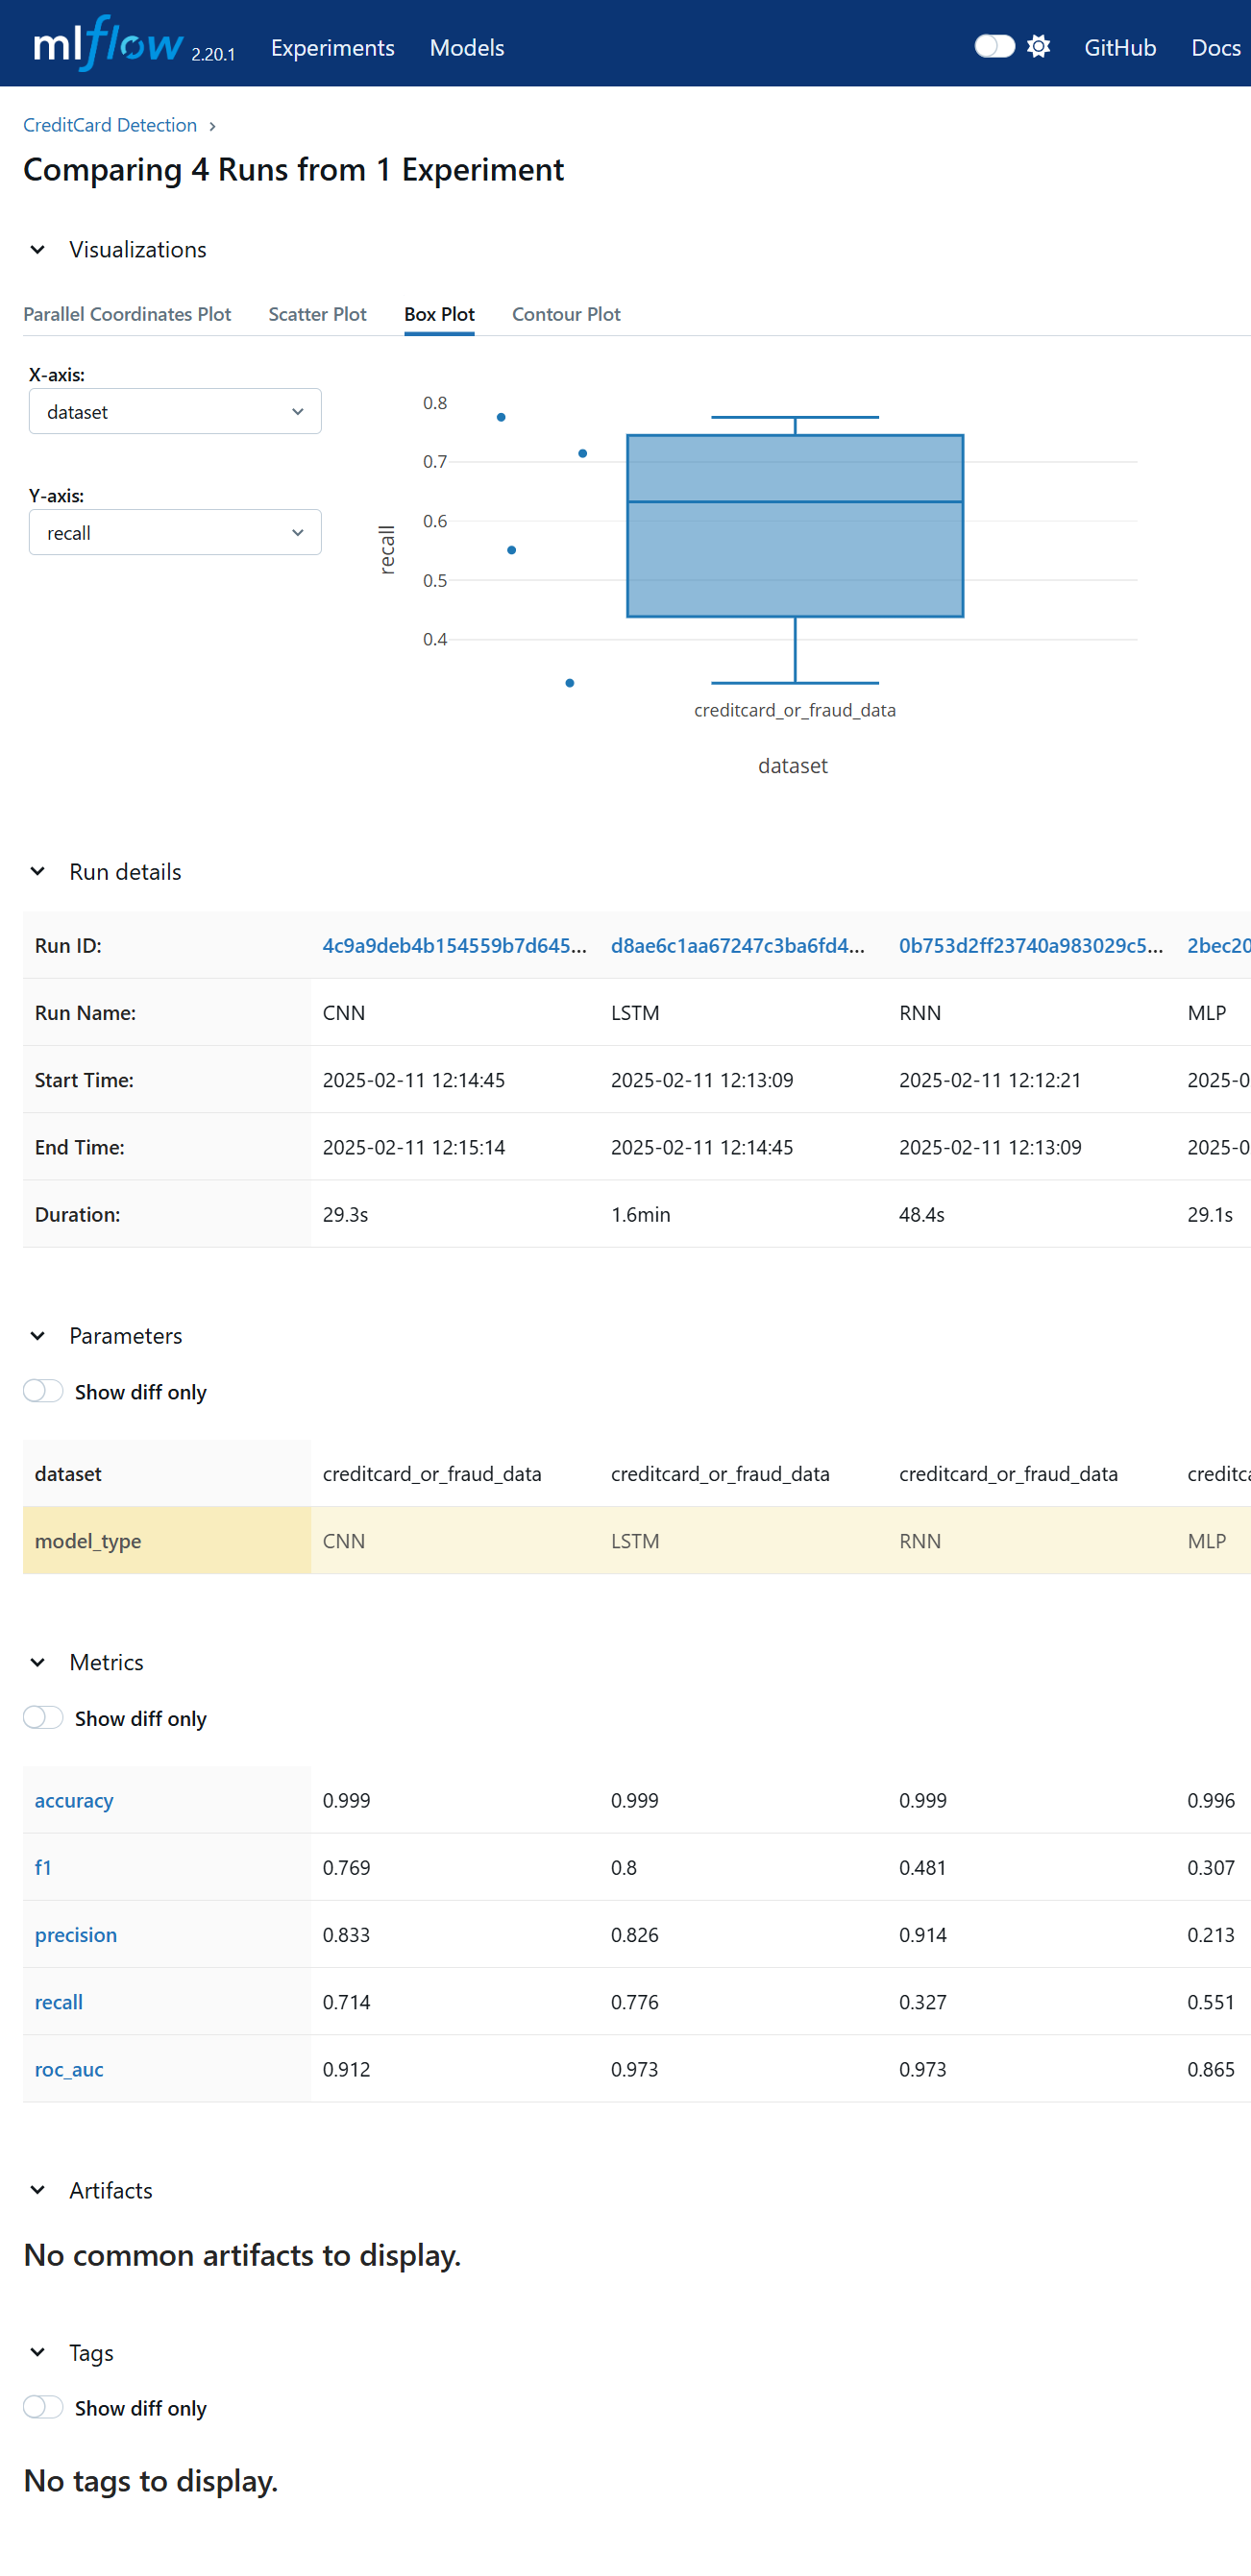 mlflow 2.20.1 Experiments Models GitHub Docs
CreditCard Detection
Comparing 4 Runs from 1 Experiment
Visualizations
Parallel Coordinates Plot Scatter Plot Box Plot Contour Plot
X-axis:
dataset
Y-axis:
recall
0.8
0.7
0.6
0.5
0.4
recall
creditcard_or_fraud_data
dataset
Run details
Run ID: 4c9a9deb4b154559b7d645... d8ae6c1aa67247c3ba6fd4... 0b753d2ff23740a983029c5... 2bec20
Run Name: CNN LSTM RNN MLP
Start Time: 2025-02-11 12:14:45 2025-02-11 12:13:09 2025-02-11 12:12:21 2025-0
End Time: 2025-02-11 12:15:14 2025-02-11 12:14:45 2025-02-11 12:13:09 2025-0
Duration: 29.3s 1.6min 48.4s 29.1s
Parameters
Show diff only
dataset creditcard_or_fraud_data creditcard_or_fraud_data creditcard_or_fraud_data creditc
model_type CNN LSTM RNN MLP
Metrics
Show diff only
accuracy 0.999 0.999 0.999 0.996
f1 0.769 0.8 0.481 0.307
precision 0.833 0.826 0.914 0.213
recall 0.714 0.776 0.327 0.551
roc_auc 0.912 0.973 0.973 0.865
Artifacts
No common artifacts to display.
Tags
Show diff only
No tags to display.